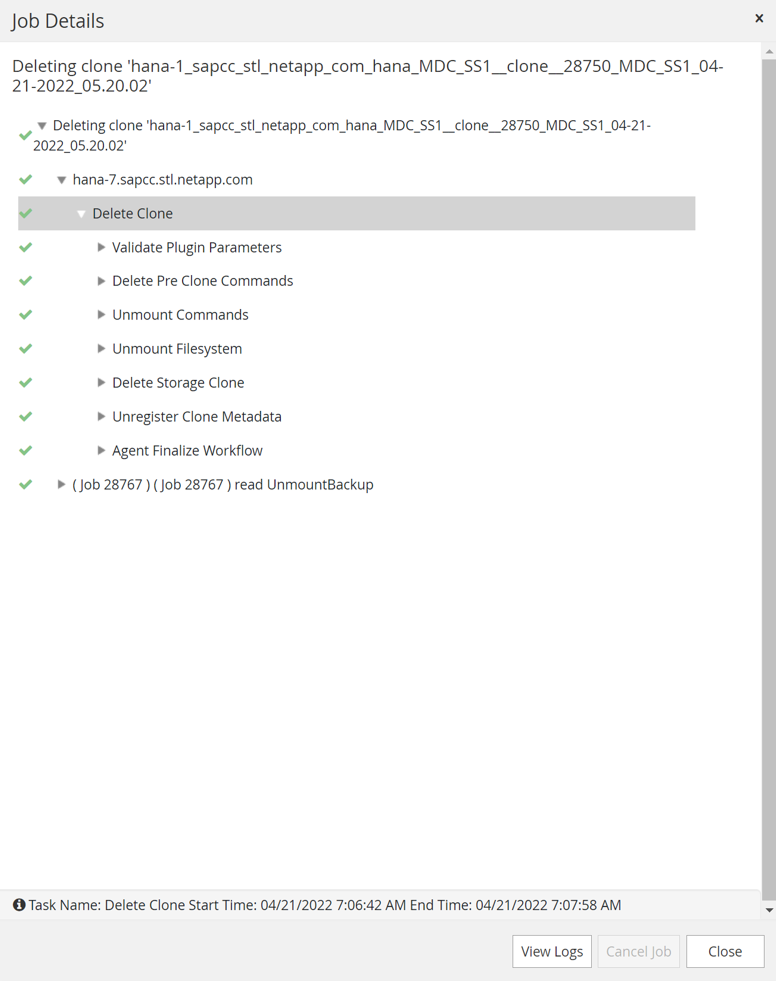 Job Details
x
Deleting clone 'hana-1_sapcc_stl_netapp_com_hana_MDC_SS1__clone__28750_MDC_SS1_04-
21-2022_05.20.02'
Deleting clone 'hana-1_sapcc_stl_netapp_com_hana_MDC_SS1__clone__28750_MDC_SS1_04-21-
2022_05.20.02'
hana-7.sapcc.stl.netapp.com
Delete Clone
Validate Plugin Parameters
Delete Pre Clone Commands
Unmount Commands
Unmount Filesystem
Delete Storage Clone
Unregister Clone Metadata
Agent Finalize Workflow
( Job 28767 ) ( Job 28767 ) read UnmountBackup
Task Name: Delete Clone Start Time: 04/21/2022 7:06:42 AM End Time: 04/21/2022 7:07:58 AM
View Logs Cancel Job Close